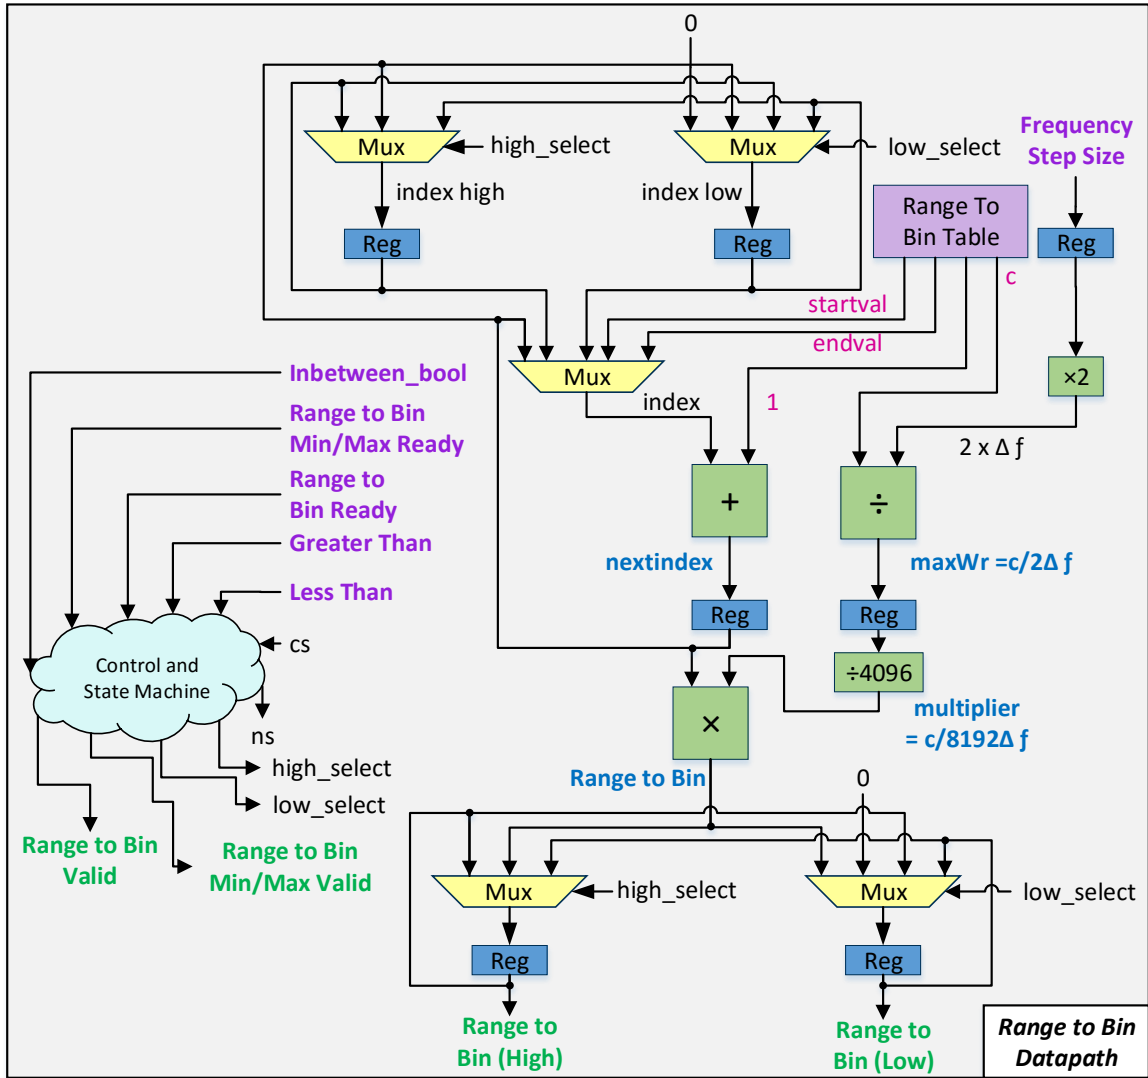 0
Mux
high_select
Mux
low_select
Frequency
Step Size
index high
index low
Range To
Bin Table
Reg
Reg
Reg
c
startval
endval
Mux
×2
Inbetween_bool
index
1
Range to Bin
Min/Max Ready
2 x Δ ƒ
Range to
Bin Ready
+
÷
Greater Than
nextindex
maxWr =c/2Δ ƒ
Less Than
Reg
Reg
cs
Control and
State Machine
÷4096
×
multiplier
= c/8192Δ ƒ
ns
high_select
Range to Bin
low_select
0
Range to Bin
Valid
Range to Bin
Min/Max Valid
Mux
high_select
Mux
low_select
Reg
Reg
Range to
Bin (High)
Range to
Bin (Low)
Range to Bin
Datapath